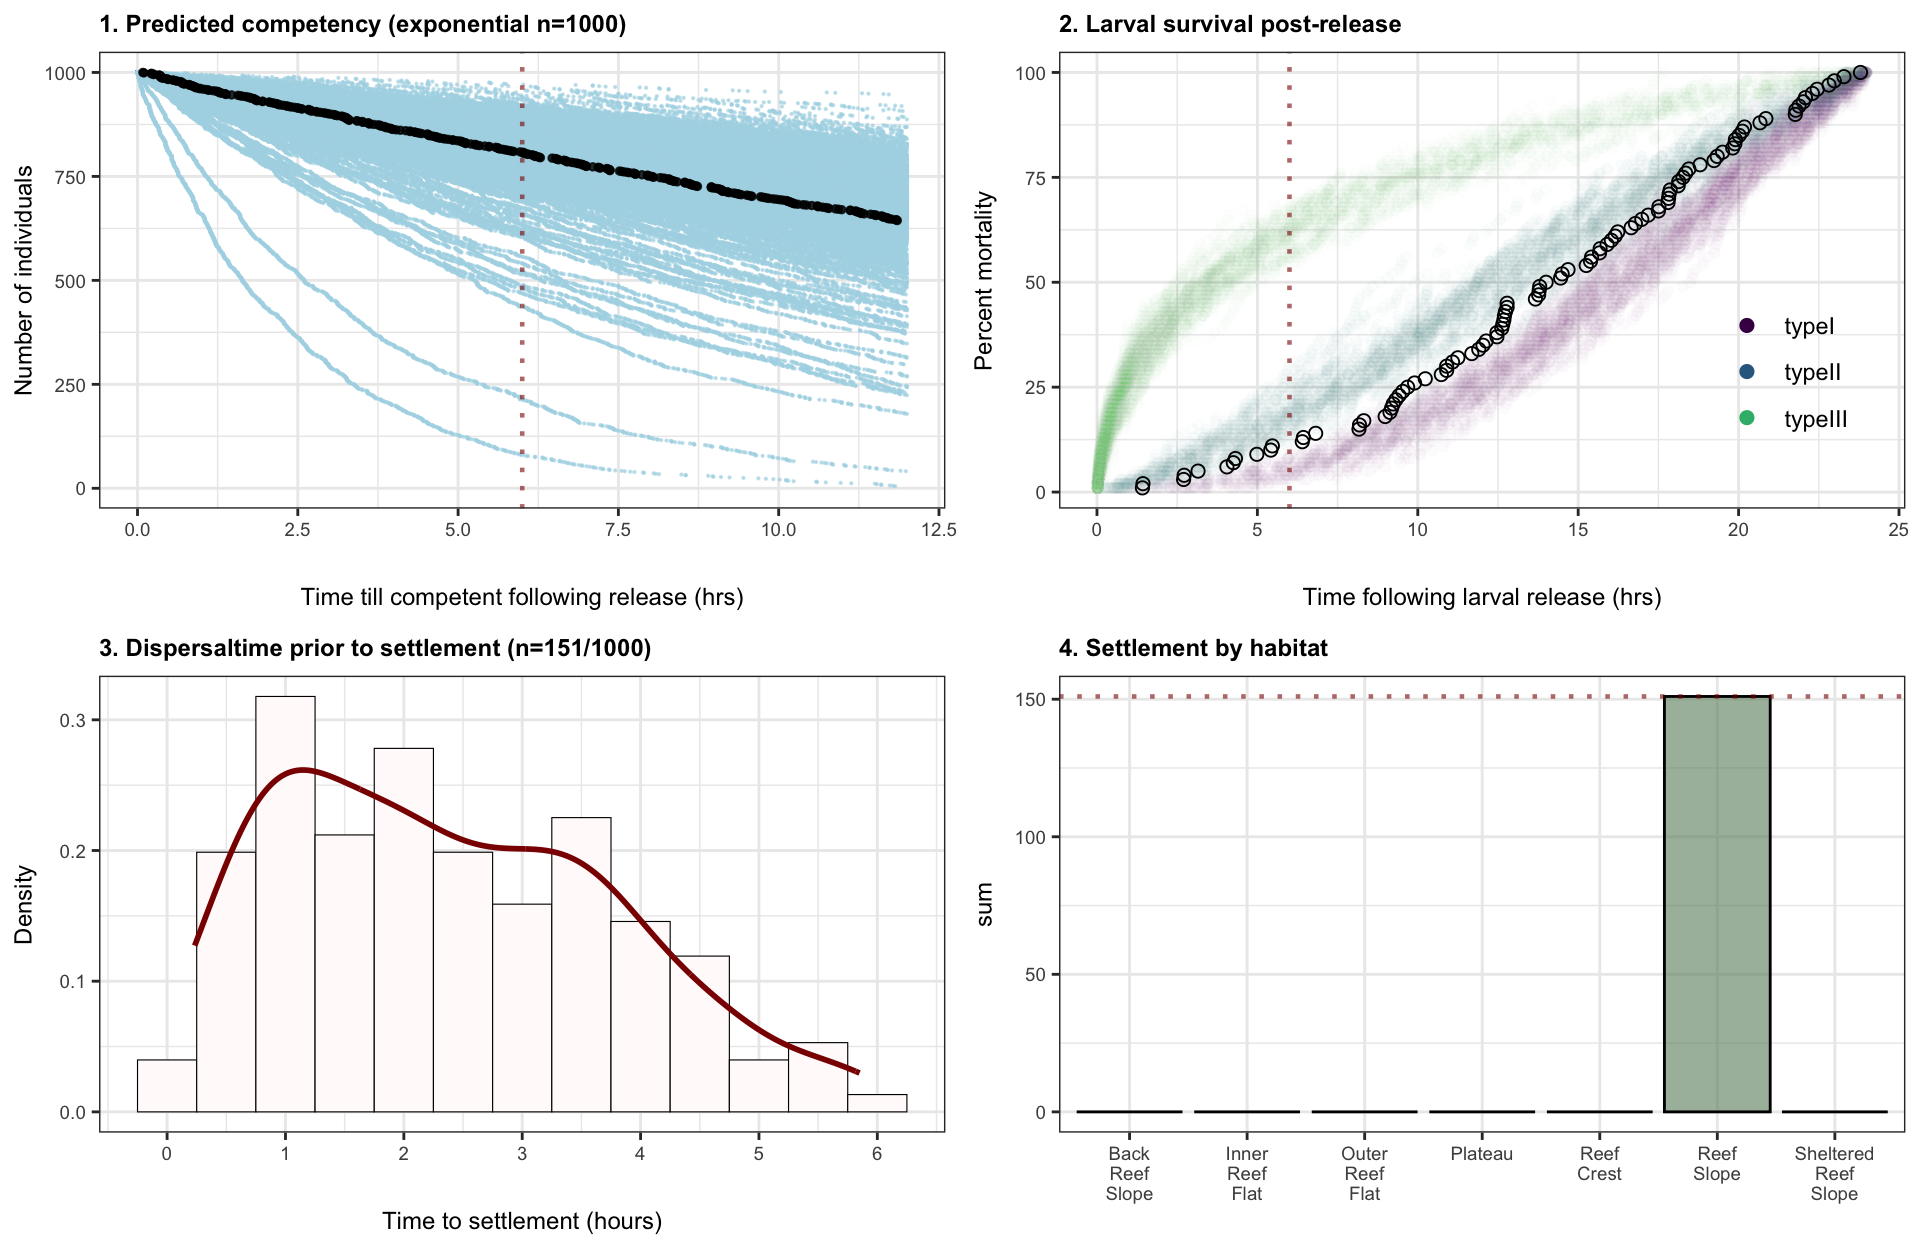 1. Predicted competency (exponential n=1000)
Number of individuals
1000
750
500
250
0
0.0 2.5 5.0 7.5 10.0 12.5
Time till competent following release (hrs)
2. Larval survival post-release
Percent mortality
100
75
50
25
0
typeI
typeII
typeIII
0 5 10 15 20 25
Time following larval release (hrs)
3. Dispersaltime prior to settlement (n=151/1000)
Density
0.3
0.2
0.1
0.0
0 1 2 3 4 5 6
Time to settlement (hours)
4. Settlement by habitat
sum
150
100
50
0
Back Reef Slope
Inner Reef Flat
Outer Reef Flat
Plateau
Reef Crest
Reef Slope
Sheltered Reef Slope